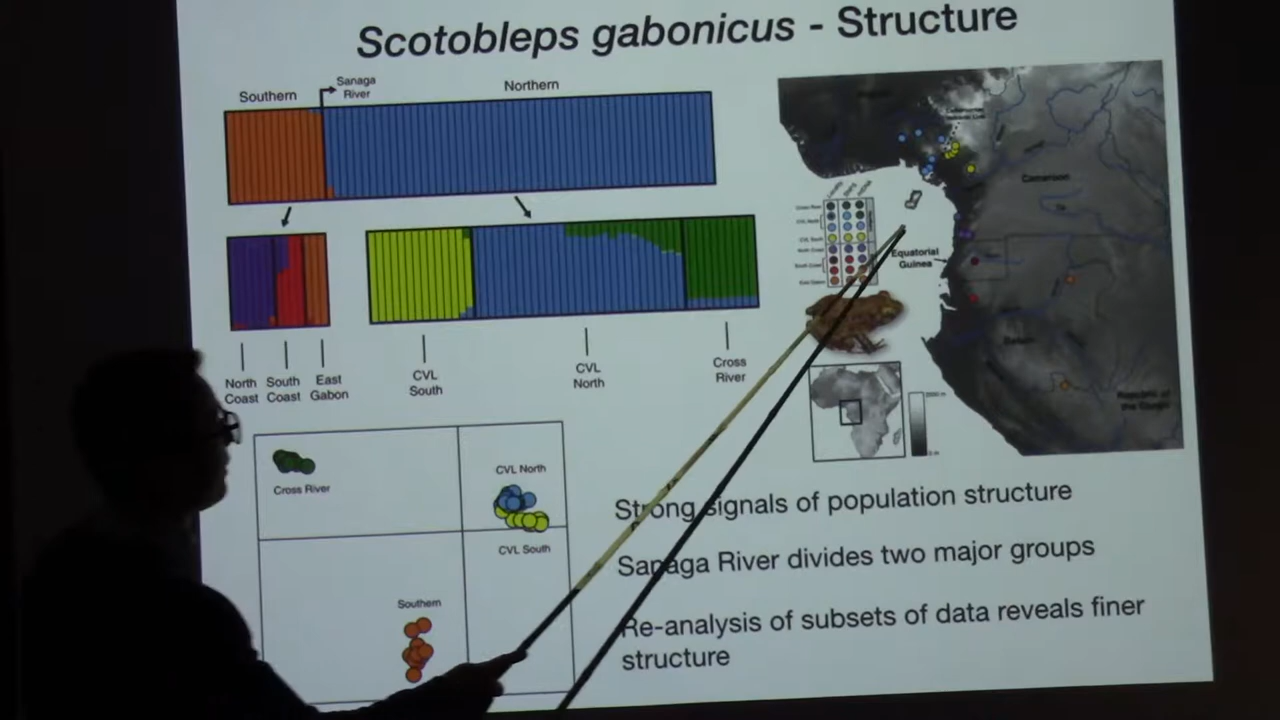 Scotobleps gabonicus - Structure
Southern
Sanaga
River
Northern
North
Coast
South
Coast
East
Gabon
CVL
South
CVL
North
Cross
River
Cross River
CVL North
CVL South
Southern
Cameroon
Equatorial
Guinea
Gabon
Republic of
the Congo
Strong signals of population structure
Sanaga River divides two major groups
Re-analysis of subsets of data reveals finer
structure